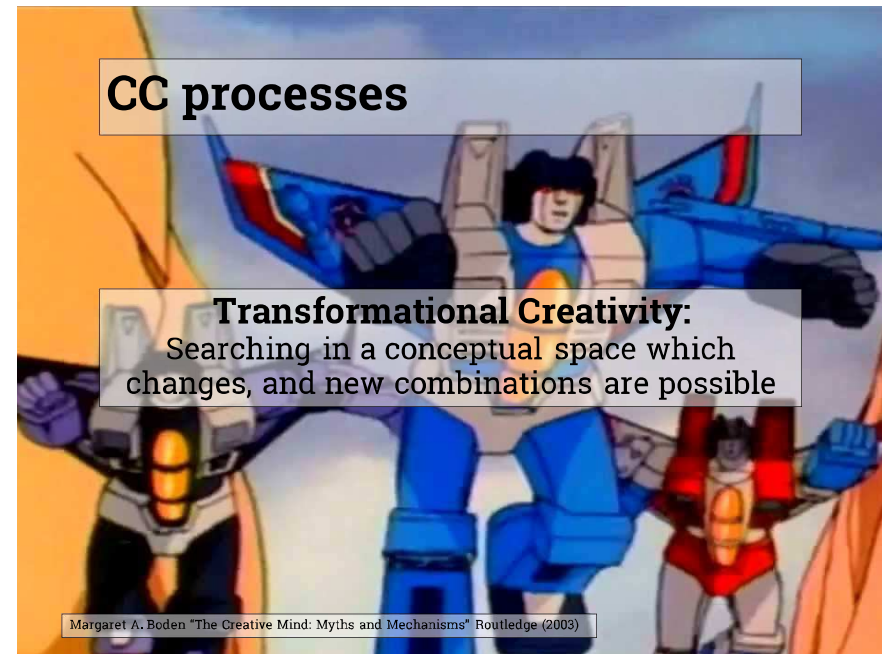 CC processes
Transformational Creativity:
Searching in a conceptual space which
changes, and new combinations are possible
Margaret A. Boden "The Creative Mind: Myths and Mechanisms" Routledge (2003)